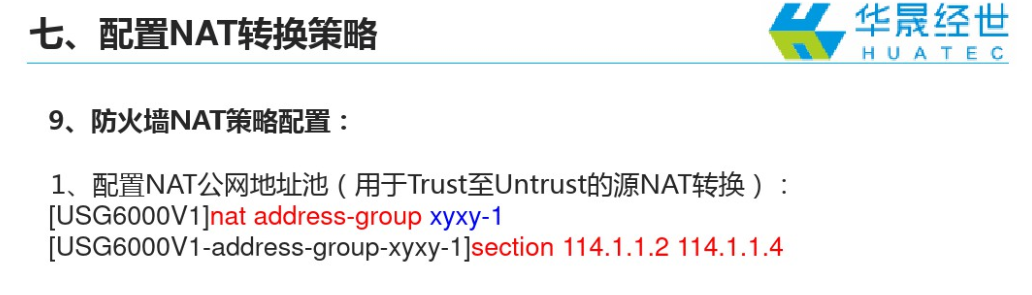 七、配置NAT转换策略
华晟经世
HUATEC
9、防火墙NAT策略配置：
1、配置NAT公网地址池（用于Trust至Untrust的源NAT转换）：
[USG6000V1]nat address-group xyxy-1
[USG6000V1-address-group-xyxy-1]section 114.1.1.2 114.1.1.4